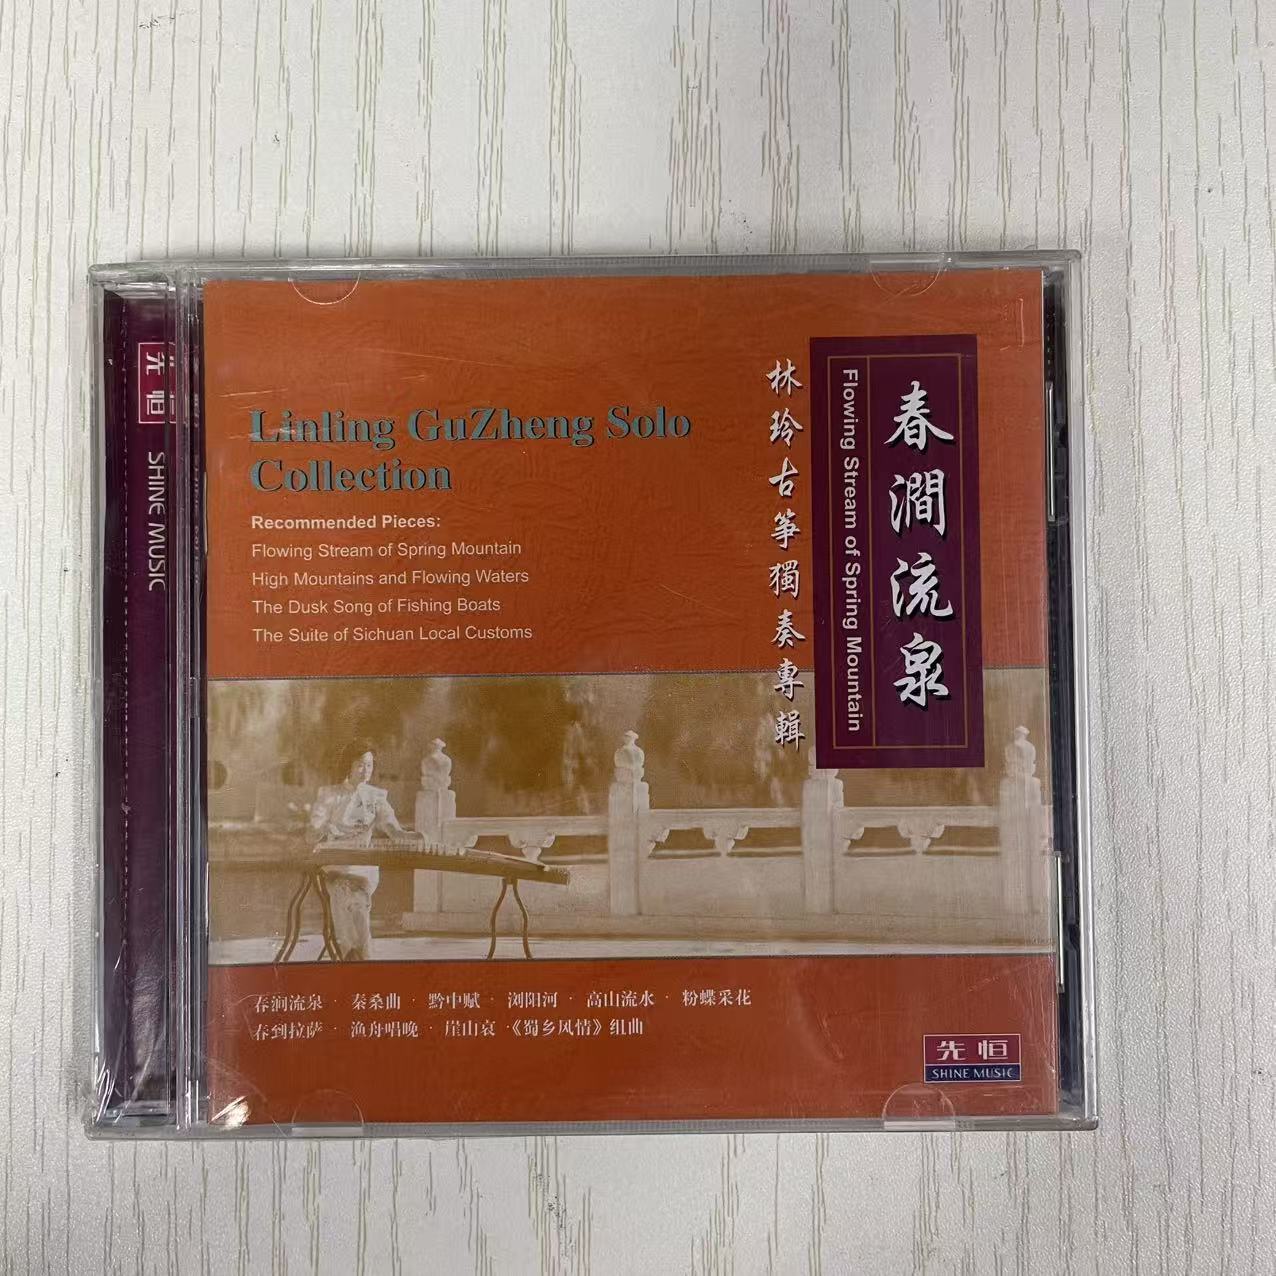 先恒
SHINE MUSIC
Linling GuZheng Solo
Collection
Recommended Pieces:
Flowing Stream of Spring Mountain
High Mountains and Flowing Waters
The Dusk Song of Fishing Boats
The Suite of Sichuan Local Customs
林玲古筝獨奏專輯
Flowing Stream of Spring Mountain
春澗流泉
春涧流泉 · 秦桑曲 · 黔中赋 · 浏阳河 · 高山流水 · 粉蝶采花
春到拉萨 · 渔舟唱晚 · 崖山哀 ·《蜀乡风情》组曲
先恒
SHINE MUSIC